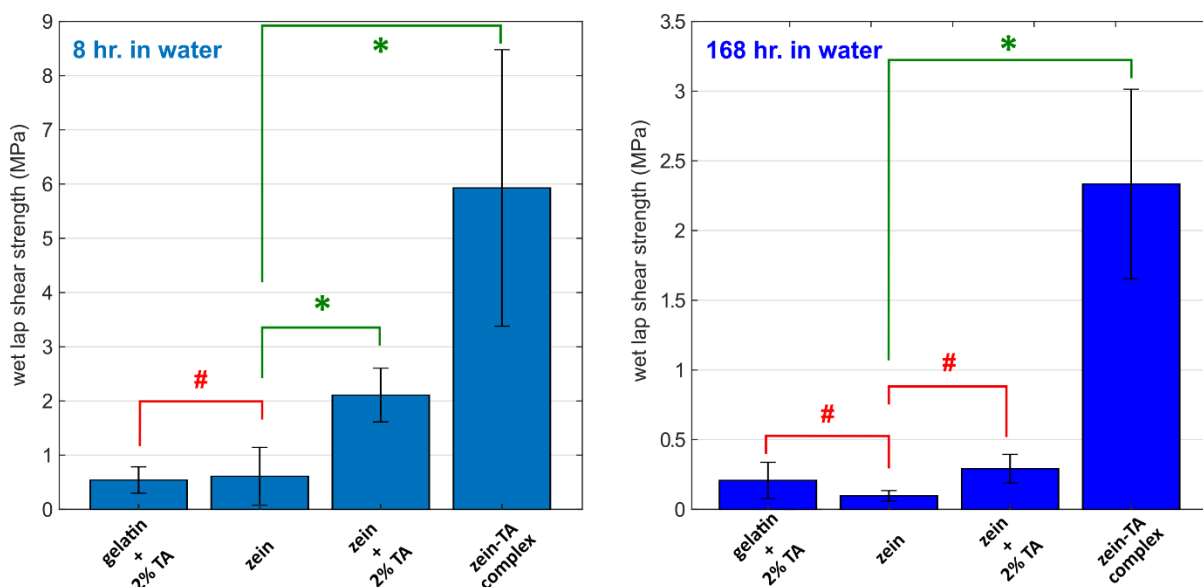 8 hr. in water
wet lap shear strength (MPa)
9
8
7
6
5
4
3
2
1
0
*
*
#
gelatin
+
2% TA
zein
zein
+
2% TA
zein-TA
complex
168 hr. in water
wet lap shear strength (MPa)
3.5
3
2.5
2
1.5
1
0.5
0
*
#
#
gelatin
+
2% TA
zein
zein
+
2% TA
zein-TA
complex